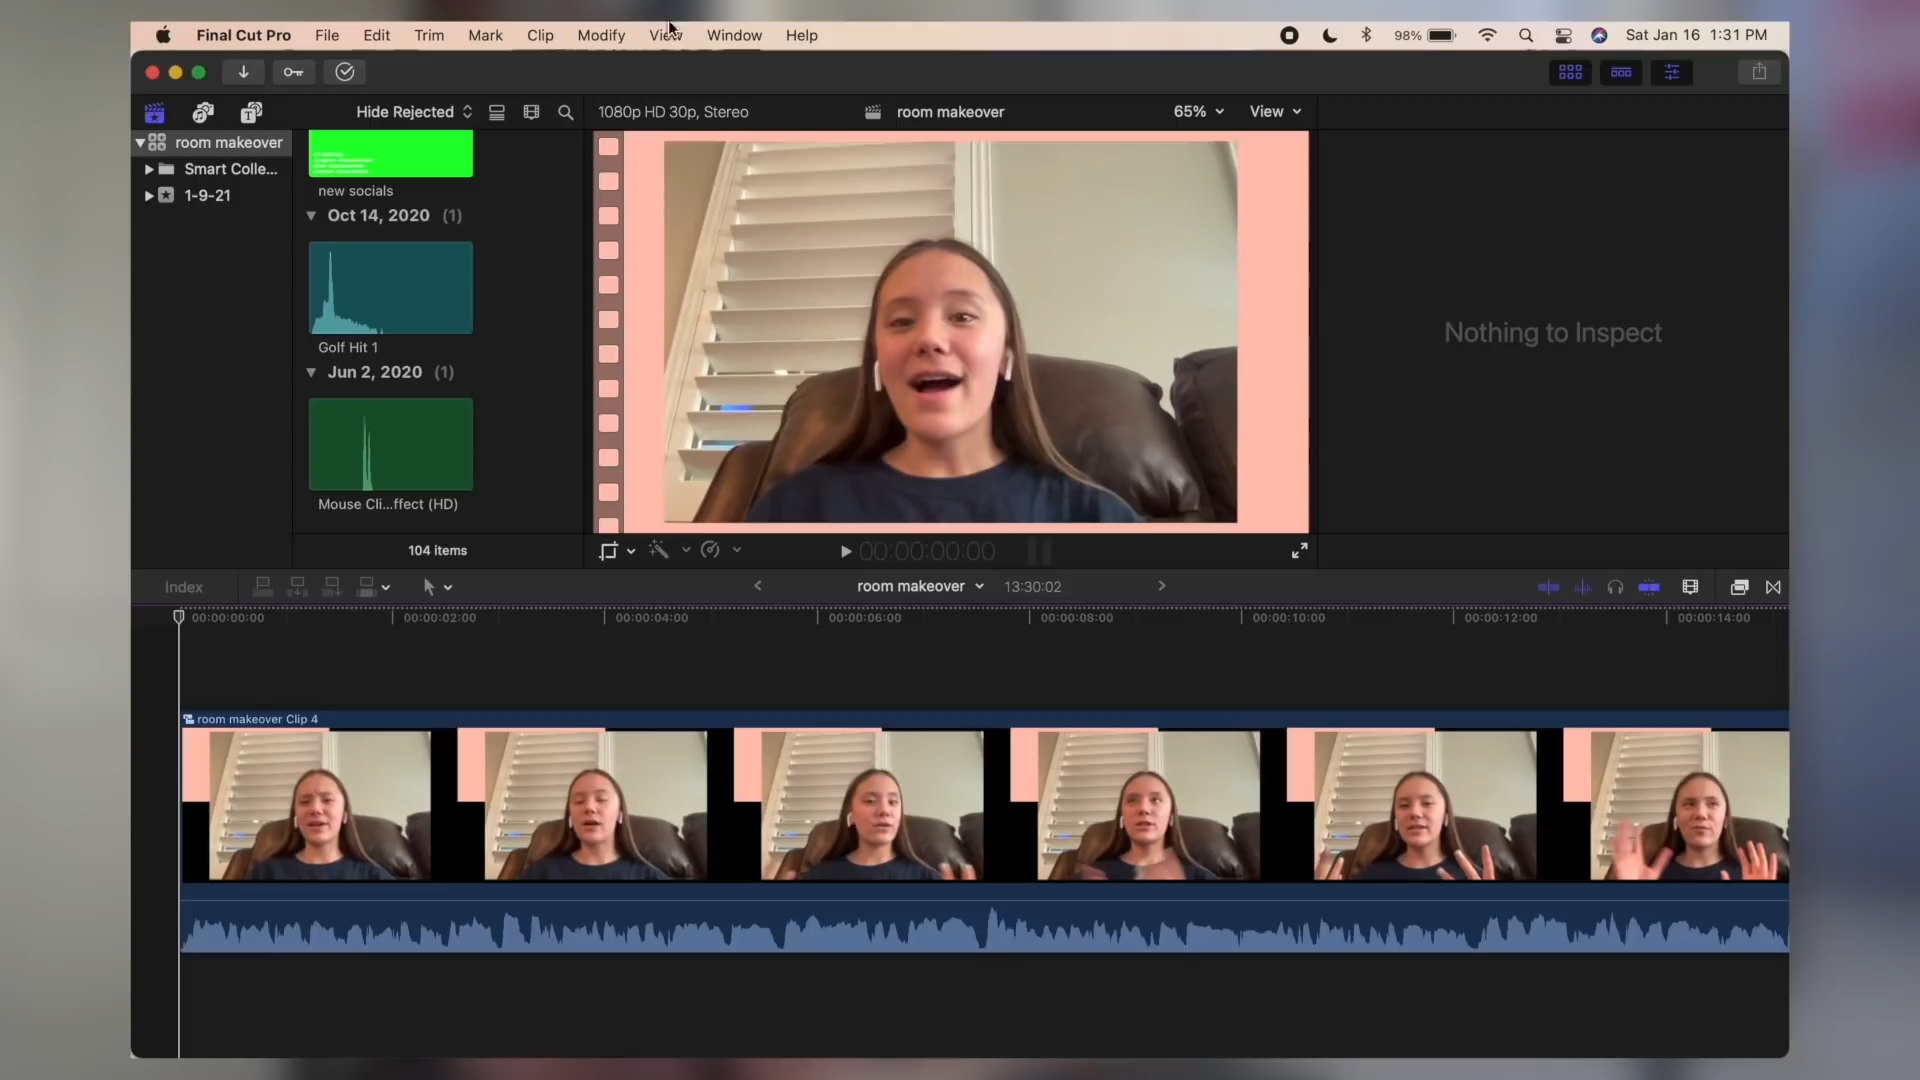 Final Cut Pro File Edit Trim Mark Clip Modify View Window Help 98% Sat Jan 16 1:31 PM
Hide Rejected 1080p HD 30p, Stereo room makeover 65% View
room makeover
Smart Colle...
1-9-21
new socials
Oct 14, 2020 (1)
Golf Hit 1
Jun 2, 2020 (1)
Mouse Cli...ffect (HD)
104 items
Nothing to Inspect
00:00:00:00
Index room makeover 13:30:02
00:00:00:00 00:00:02:00 00:00:04:00 00:00:06:00 00:00:08:00 00:00:10:00 00:00:12:00 00:00:14:00
room makeover Clip 4